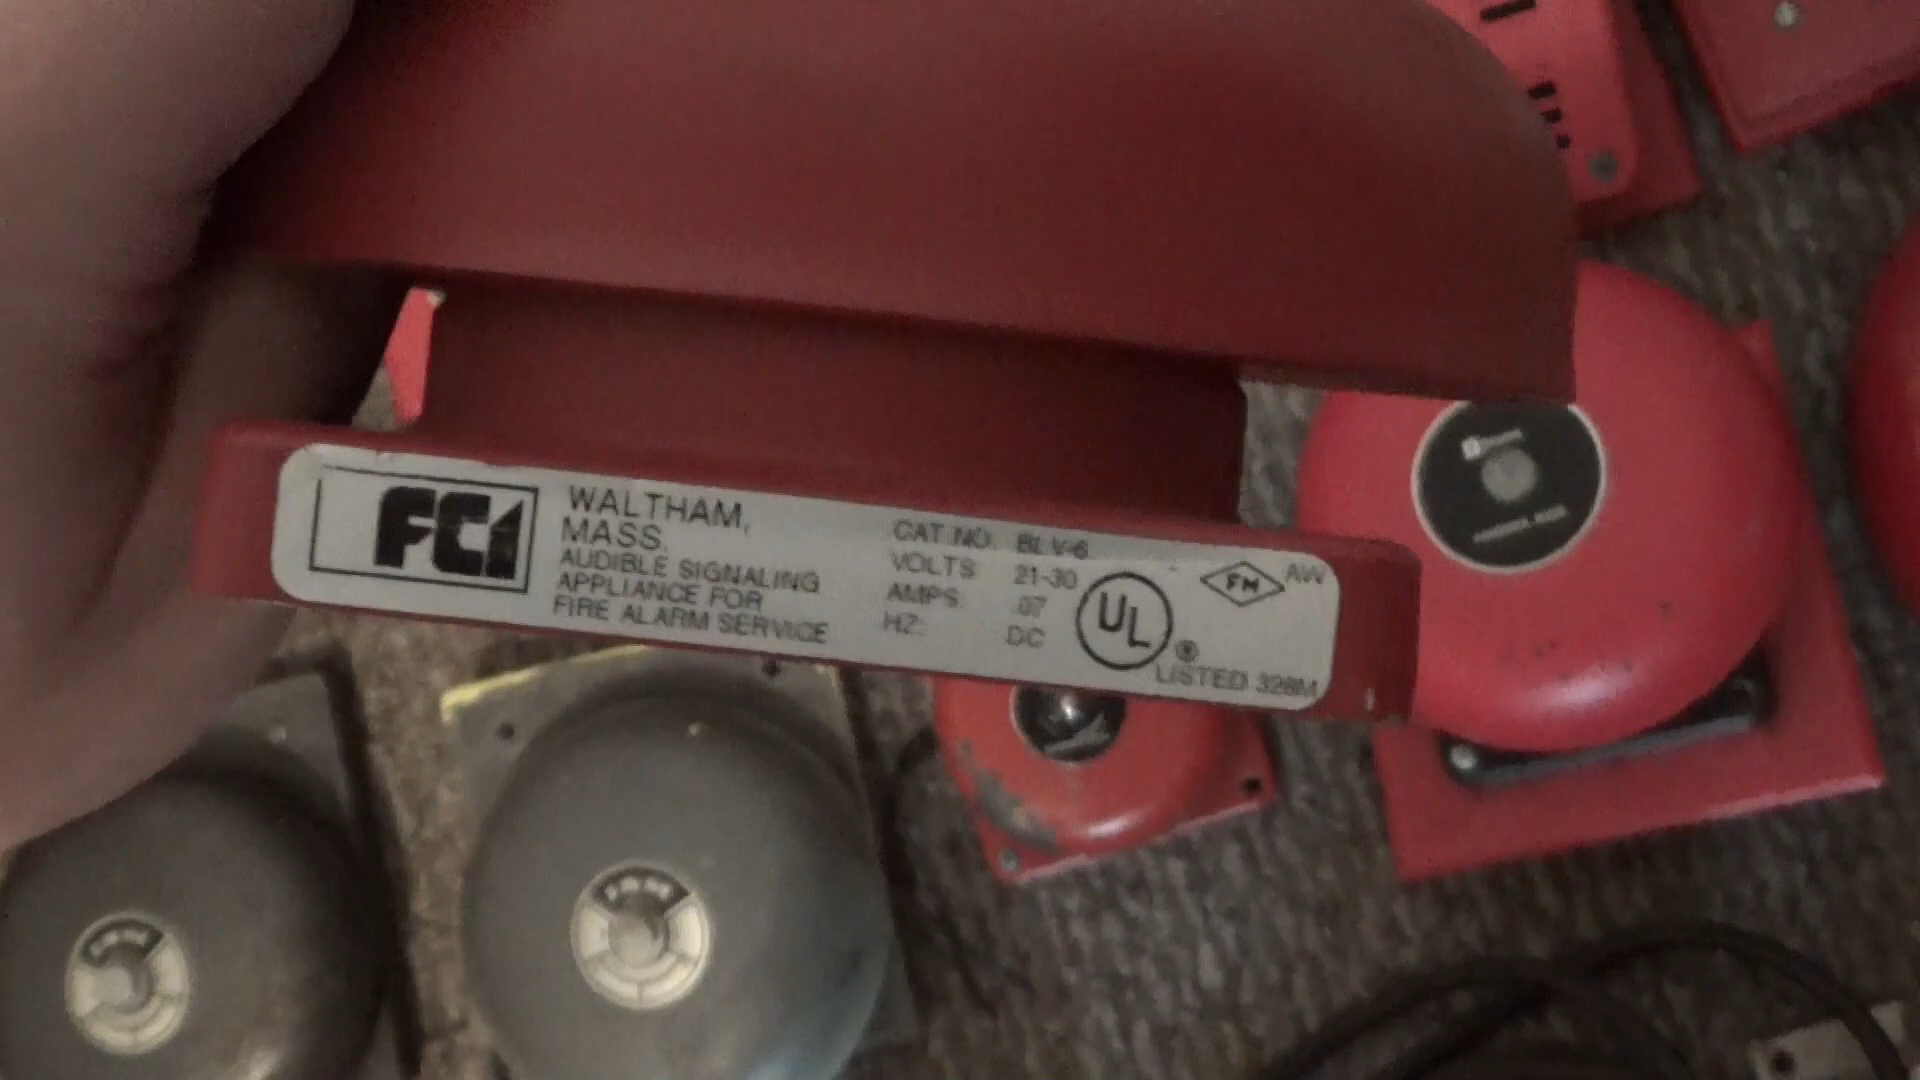 FCI
WALTHAM,
MASS.
AUDIBLE SIGNALING
APPLIANCE FOR
FIRE ALARM SERVICE
CAT NO. BLV-6
VOLTS 21-30
AMPS .07
HZ: DC
UL ®
LISTED 328M
FM AW